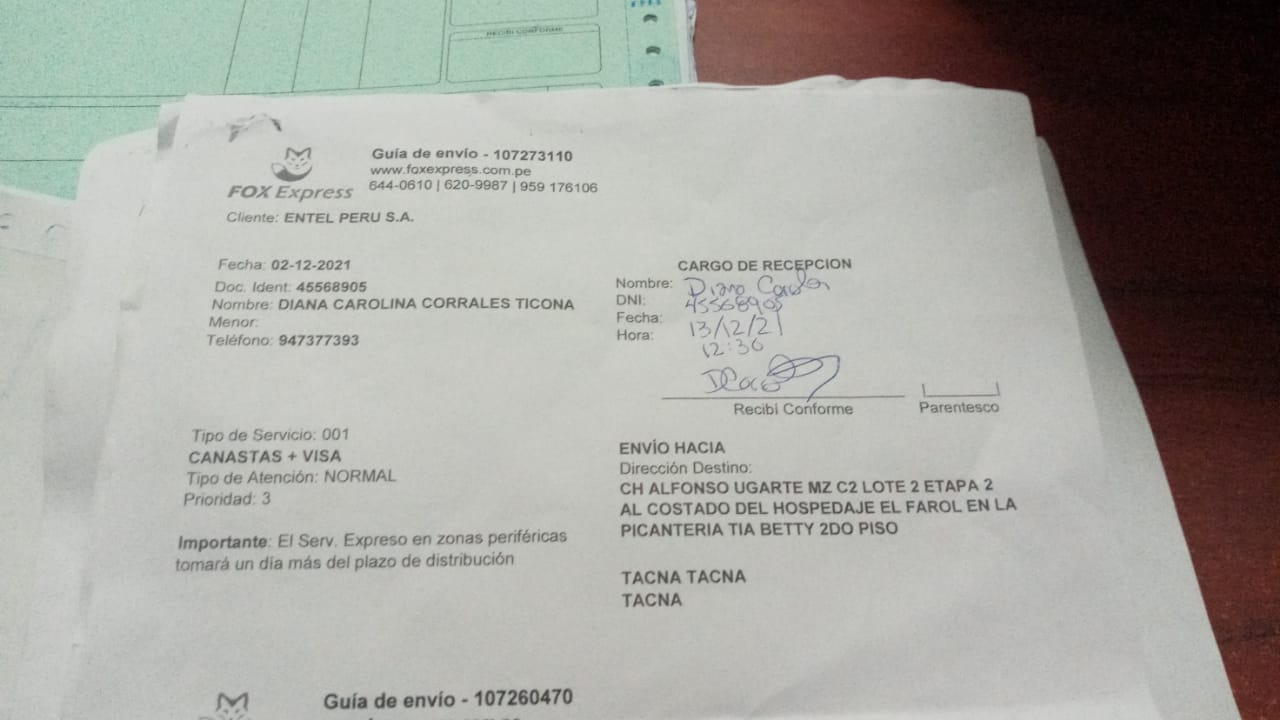 RECIBI CONFORME
Guía de envío - 107273110
www.foxexpress.com.pe
644-0610 | 620-9987 | 959 176106
FOX Express
Cliente: ENTEL PERU S.A.
Fecha: 02-12-2021
Doc. Ident: 45568905
Nombre: DIANA CAROLINA CORRALES TICONA
Menor:
Teléfono: 947377393
CARGO DE RECEPCION
Nombre: Diana
DNI: 45568905
Fecha: 13/12/21
Hora: 12:30
Recibí Conforme
Parentesco
Tipo de Servicio: 001
CANASTAS + VISA
Tipo de Atención: NORMAL
Prioridad: 3
Importante: El Serv. Expreso en zonas periféricas
tomará un día más del plazo de distribución
ENVÍO HACIA
Dirección Destino:
CH ALFONSO UGARTE MZ C2 LOTE 2 ETAPA 2
AL COSTADO DEL HOSPEDAJE EL FAROL EN LA
PICANTERIA TIA BETTY 2DO PISO
TACNA TACNA
TACNA
Guía de envío - 107260470